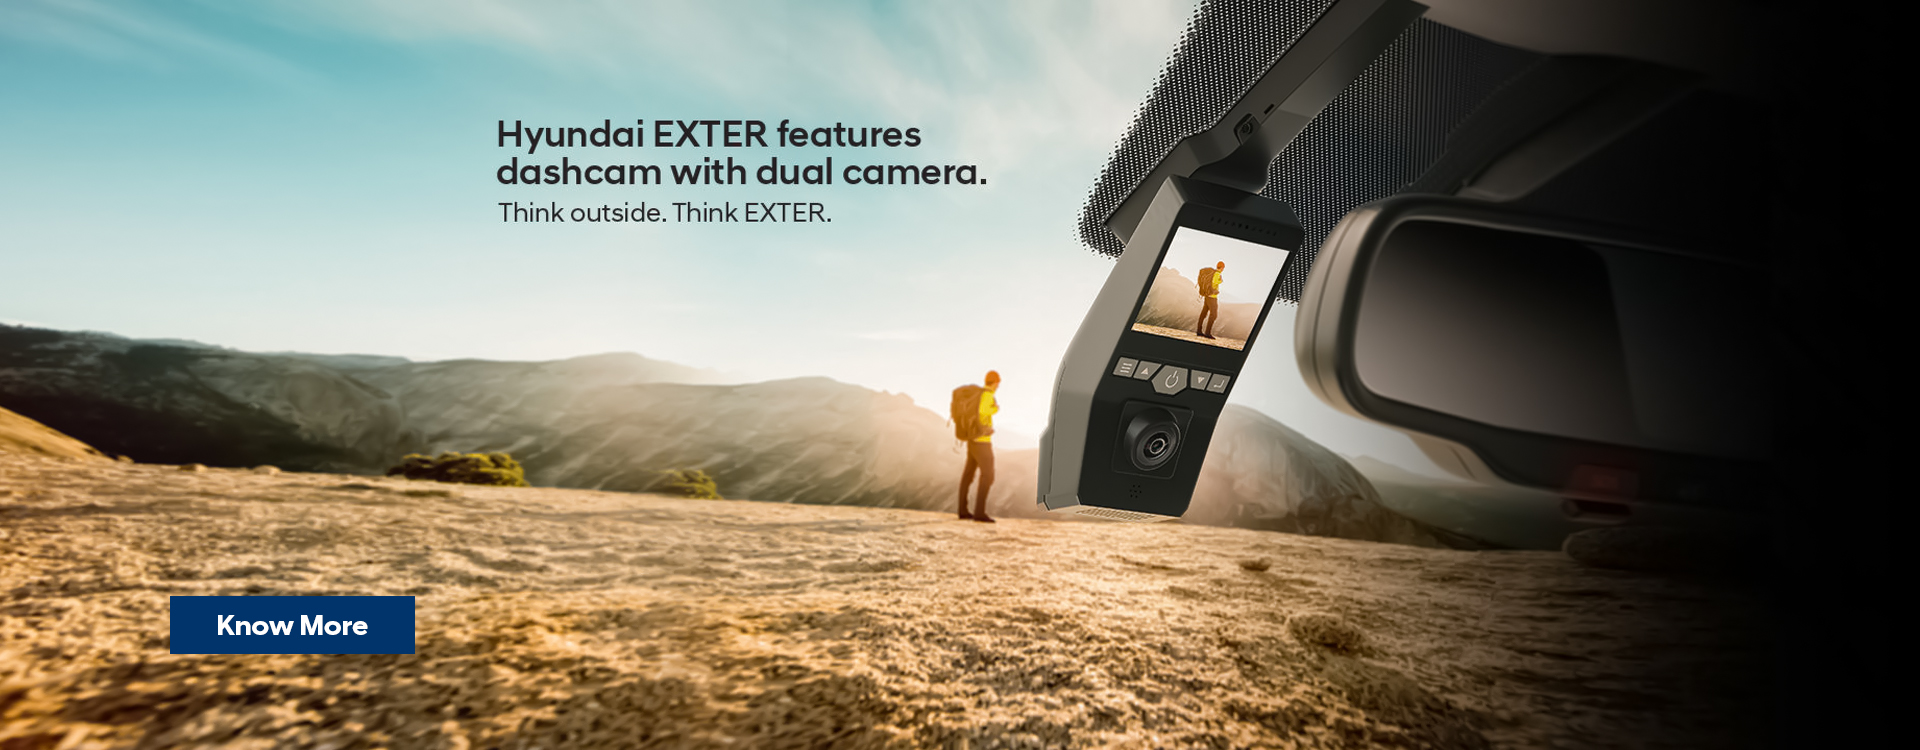 Hyundai EXTER features
dashcam with dual camera.
Think outside. Think EXTER.
Know More